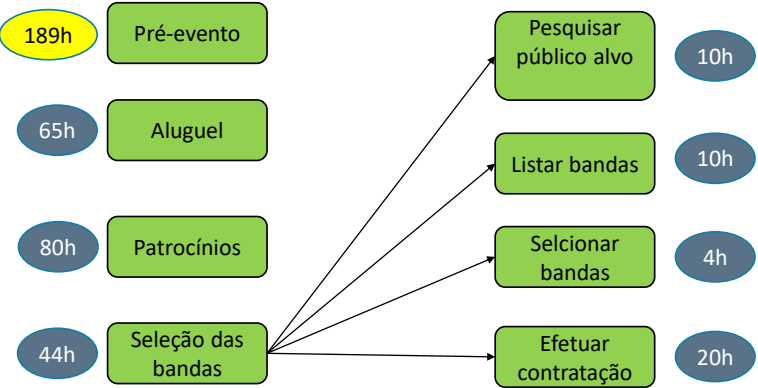 189h
Pré-evento
65h
Aluguel
80h
Patrocínios
44h
Seleção das
bandas
Pesquisar
público alvo
10h
Listar bandas
10h
Selcionar
bandas
4h
Efetuar
contratação
20h